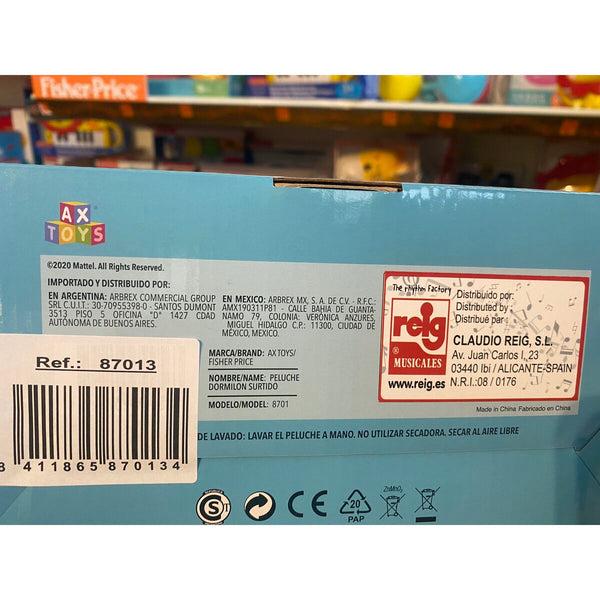 Fisher-Price
AX
TOYS
©2020 Mattel. All Rights Reserved.
IMPORTADO Y DISTRIBUIDO POR:
EN ARGENTINA: ARBREX COMMERCIAL GROUP
SRL C.U.I.T.: 30-70955398-0 - SANTOS DUMONT
3513 PISO 5 OFICINA "D" 1427 CDAD
AUTÓNOMA DE BUENOS AIRES.
EN MÉXICO: ARBREX MX, S. A. DE C.V. - R.F.C.:
AMX190311P81 - CALLE BAHIA DE GUANTA-
NAMO 79, COLONIA: VERÓNICA ANZURES,
MIGUEL HIDALGO C.P.: 11300, CIUDAD DE
MÉXICO, MÉXICO.
MARCA/BRAND: AX TOYS/
FISHER PRICE
NOMBRE/NAME: PELUCHE
DORMILON SURTIDO
MODELO/MODEL: 8701
The rhythm Factory
reig
MUSICALES
www.reig.es
Distribuido por:
Distributed by:
Distribué par:
CLAUDIO REIG, S.L.
Av. Juan Carlos I, 23
03440 Ibi / ALICANTE-SPAIN
N.R.I.:08 / 0176
Made in China Fabricado en China
Ref.: 87013
8 411865 870134
DE LAVADO: LAVAR EL PELUCHE A MANO. NO UTILIZAR SECADORA. SECAR AL AIRE LIBRE
S T
CE
20
PAP
ZnMnO₂